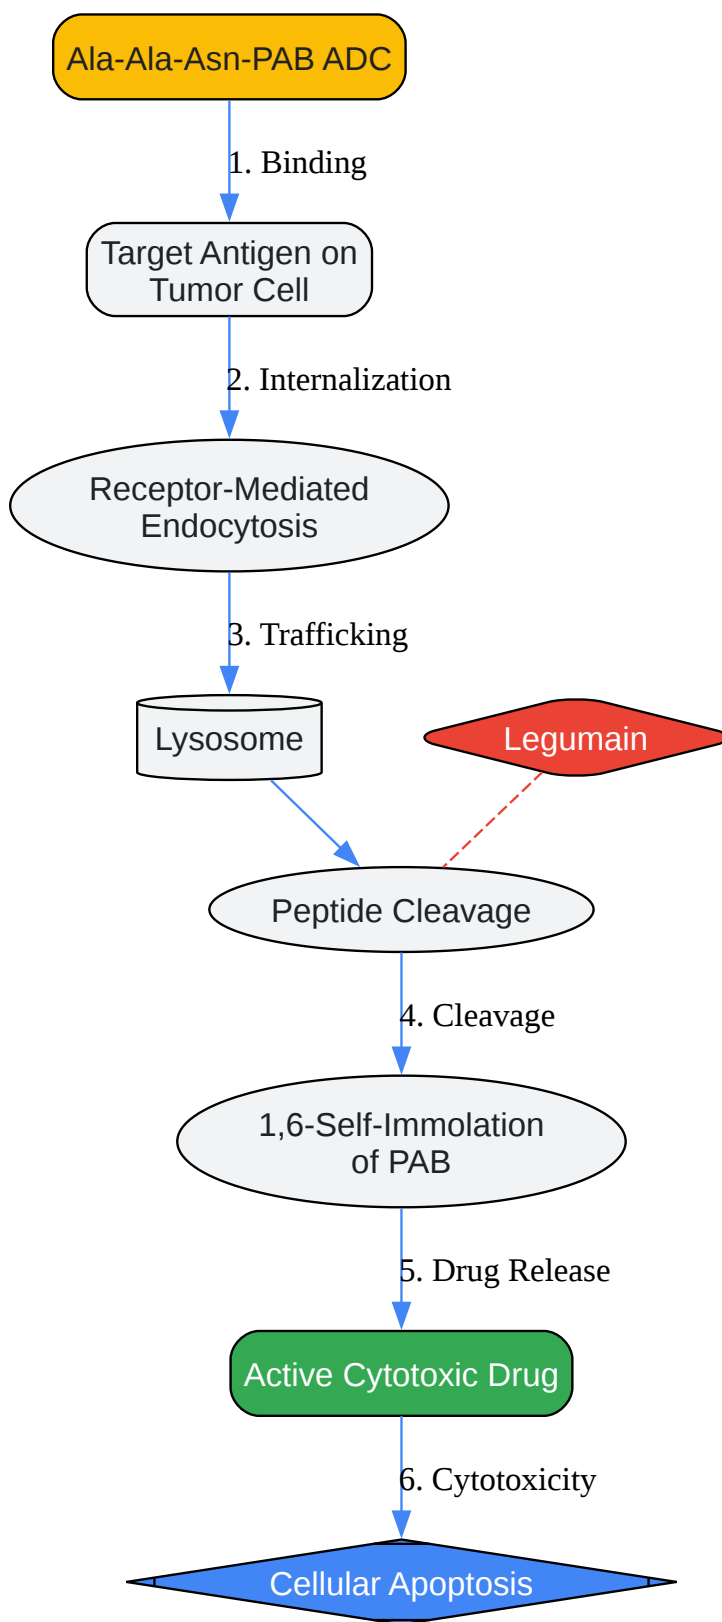 Ala-Ala-Asn-PAB ADC
1. Binding
Target Antigen on
Tumor Cell
2. Internalization
Receptor-Mediated
Endocytosis
3. Trafficking
Lysosome
Legumain
Peptide Cleavage
4. Cleavage
1,6-Self-Immolation
of PAB
5. Drug Release
Active Cytotoxic Drug
6. Cytotoxicity
Cellular Apoptosis